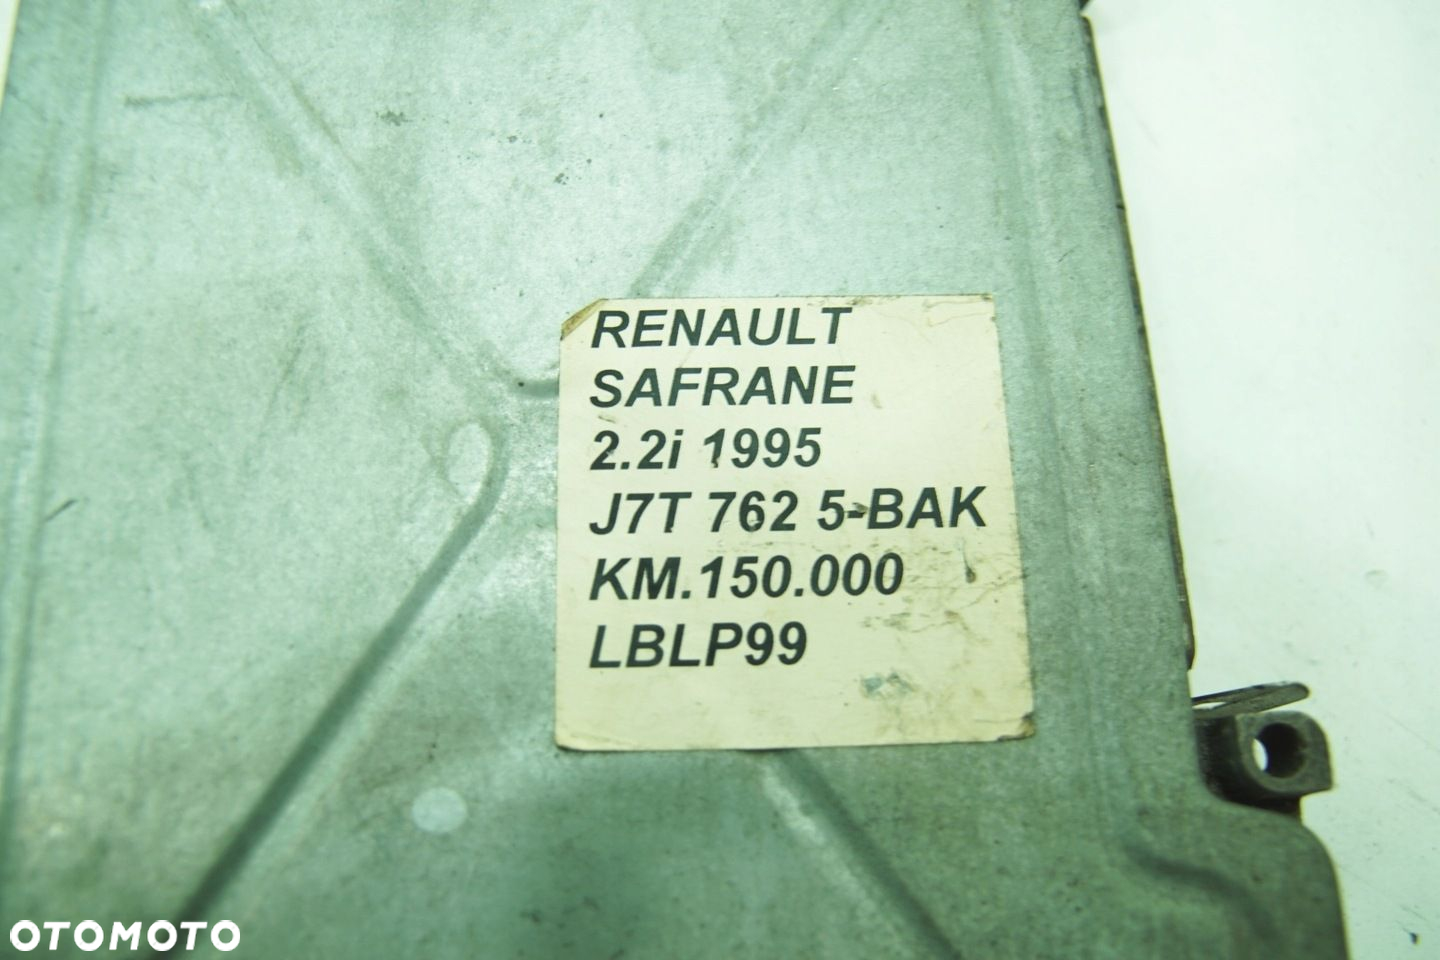 RENAULT
SAFRANE
2.2i 1995
J7T 762 5-BAK
KM.150.000
LBLP99
OTOMOTO